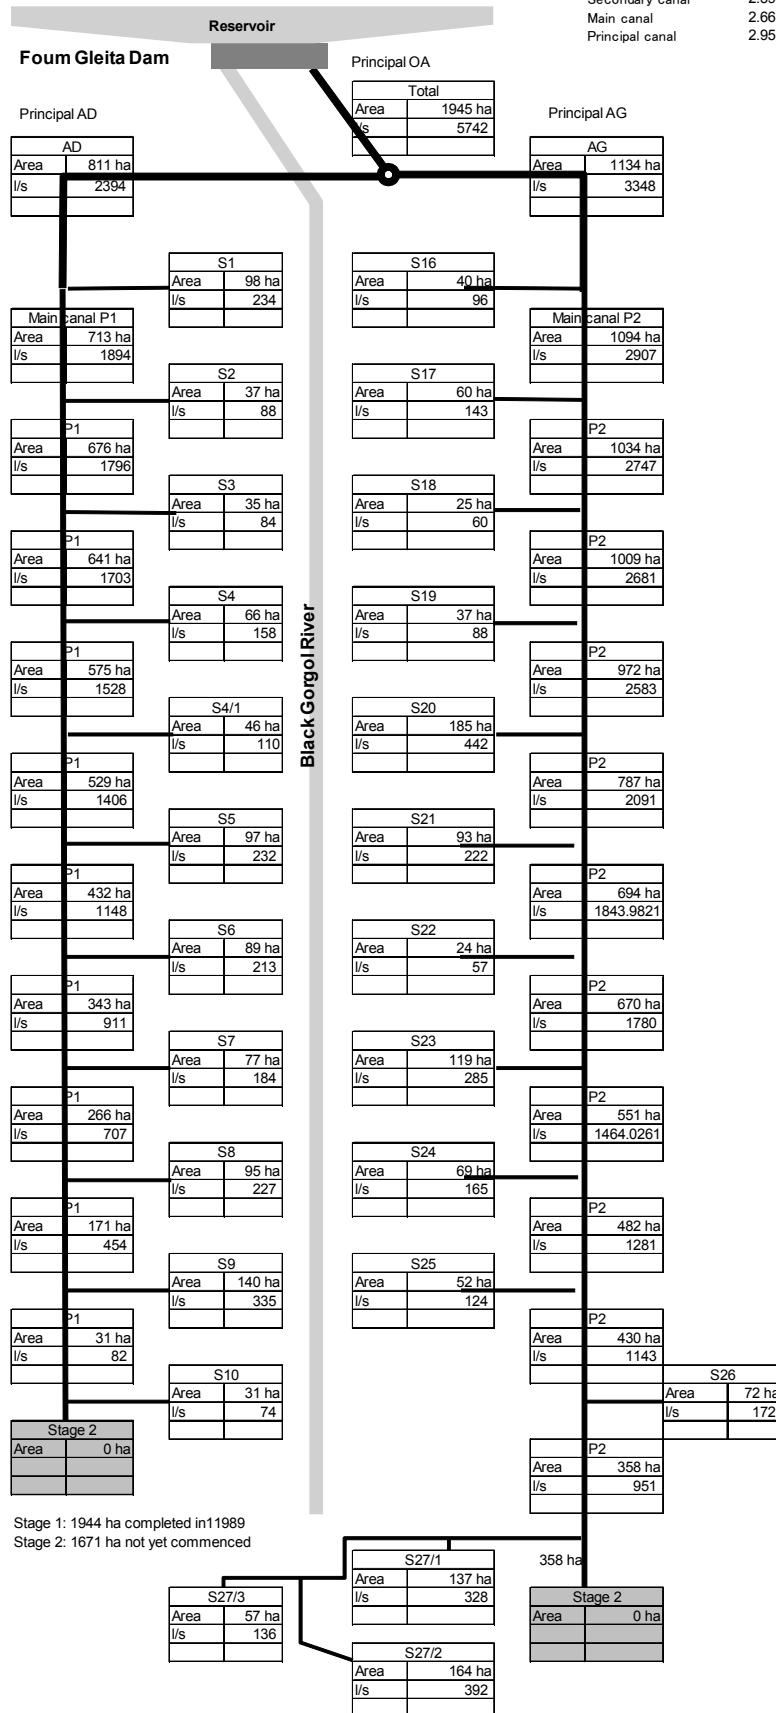 Secondary canal
Main canal 2.66
Principal canal 2.95
Reservoir
Foum Gleita Dam
Principal OA
Total
Area 1945 ha
l/s 5742
Principal AD
AD
Area 811 ha
l/s 2394
Principal AG
AG
Area 1134 ha
l/s 3348
S1
Area 98 ha
l/s 234
S16
Area 40 ha
l/s 96
Main canal P1
Area 713 ha
l/s 1894
Main canal P2
Area 1094 ha
l/s 2907
S2
Area 37 ha
l/s 88
S17
Area 60 ha
l/s 143
P1
Area 676 ha
l/s 1796
P2
Area 1034 ha
l/s 2747
S3
Area 35 ha
l/s 84
S18
Area 25 ha
l/s 60
P1
Area 641 ha
l/s 1703
P2
Area 1009 ha
l/s 2681
S4
Area 66 ha
l/s 158
Black Gorgol River
S19
Area 37 ha
l/s 88
P1
Area 575 ha
l/s 1528
P2
Area 972 ha
l/s 2583
S4/1
Area 46 ha
l/s 110
S20
Area 185 ha
l/s 442
P1
Area 529 ha
l/s 1406
P2
Area 787 ha
l/s 2091
S5
Area 97 ha
l/s 232
S21
Area 93 ha
l/s 222
P1
Area 432 ha
l/s 1148
P2
Area 694 ha
l/s 1843.9821
S6
Area 89 ha
l/s 213
S22
Area 24 ha
l/s 57
P1
Area 343 ha
l/s 911
P2
Area 670 ha
l/s 1780
S7
Area 77 ha
l/s 184
S23
Area 119 ha
l/s 285
P1
Area 266 ha
l/s 707
P2
Area 551 ha
l/s 1464.0261
S8
Area 95 ha
l/s 227
S24
Area 69 ha
l/s 165
P1
Area 171 ha
l/s 454
P2
Area 482 ha
l/s 1281
S9
Area 140 ha
l/s 335
S25
Area 52 ha
l/s 124
P1
Area 31 ha
l/s 82
P2
Area 430 ha
l/s 1143
S10
Area 31 ha
l/s 74
S26
Area 72 ha
l/s 172
Stage 2
Area 0 ha
P2
Area 358 ha
l/s 951
Stage 1: 1944 ha completed in11989
Stage 2: 1671 ha not yet commenced
358 ha
S27/1
Area 137 ha
l/s 328
S27/3
Area 57 ha
l/s 136
Stage 2
Area 0 ha
S27/2
Area 164 ha
l/s 392